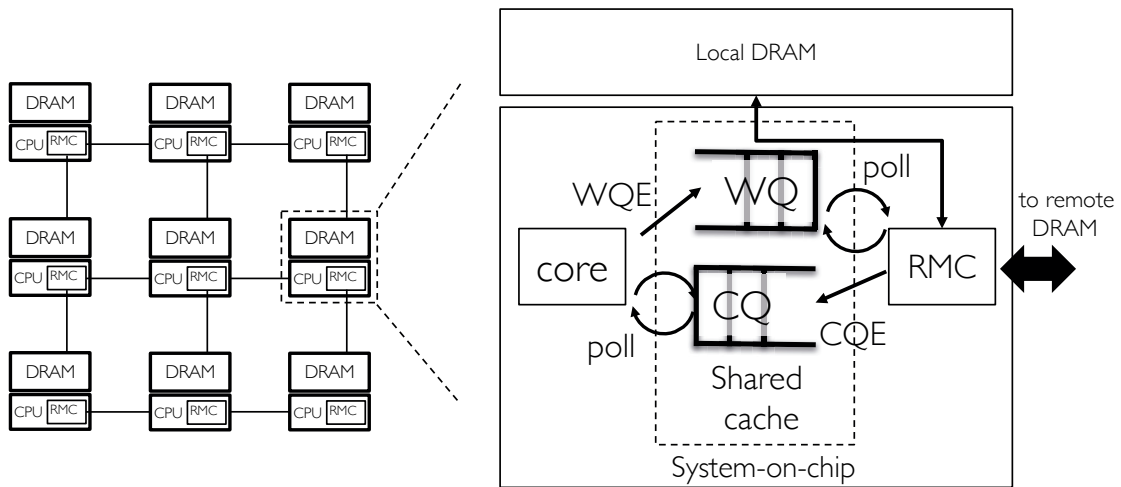 DRAM
DRAM
DRAM
CPU RMC
CPU RMC
CPU RMC
DRAM
DRAM
DRAM
CPU RMC
CPU RMC
CPU RMC
DRAM
DRAM
DRAM
CPU RMC
CPU RMC
CPU RMC
Local DRAM
WQE
WQ
poll
core
RMC
to remote
DRAM
CQ
poll
CQE
Shared
cache
System-on-chip